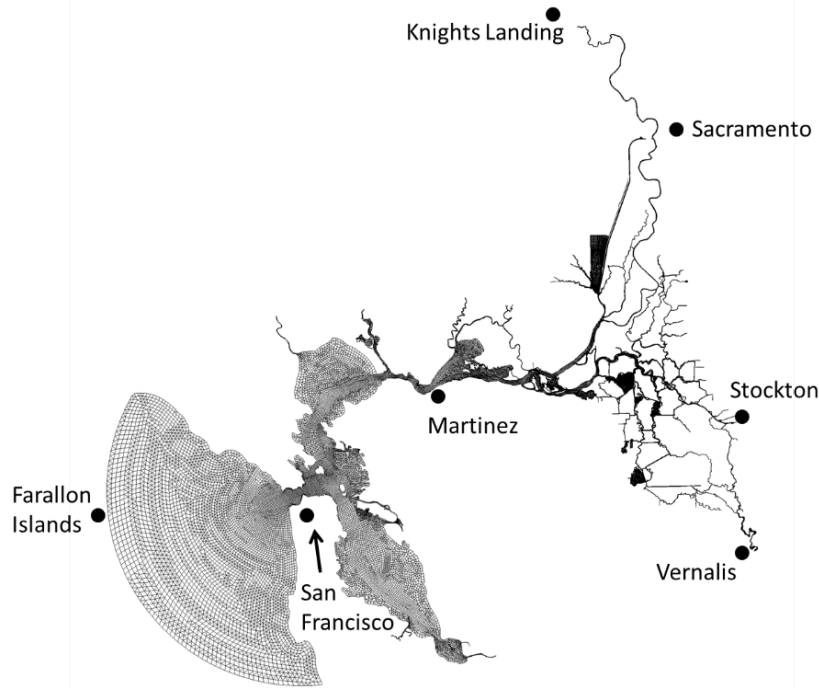 Knights Landing
Sacramento
Stockton
Martinez
Farallon
Islands
Vernalis
San
Francisco